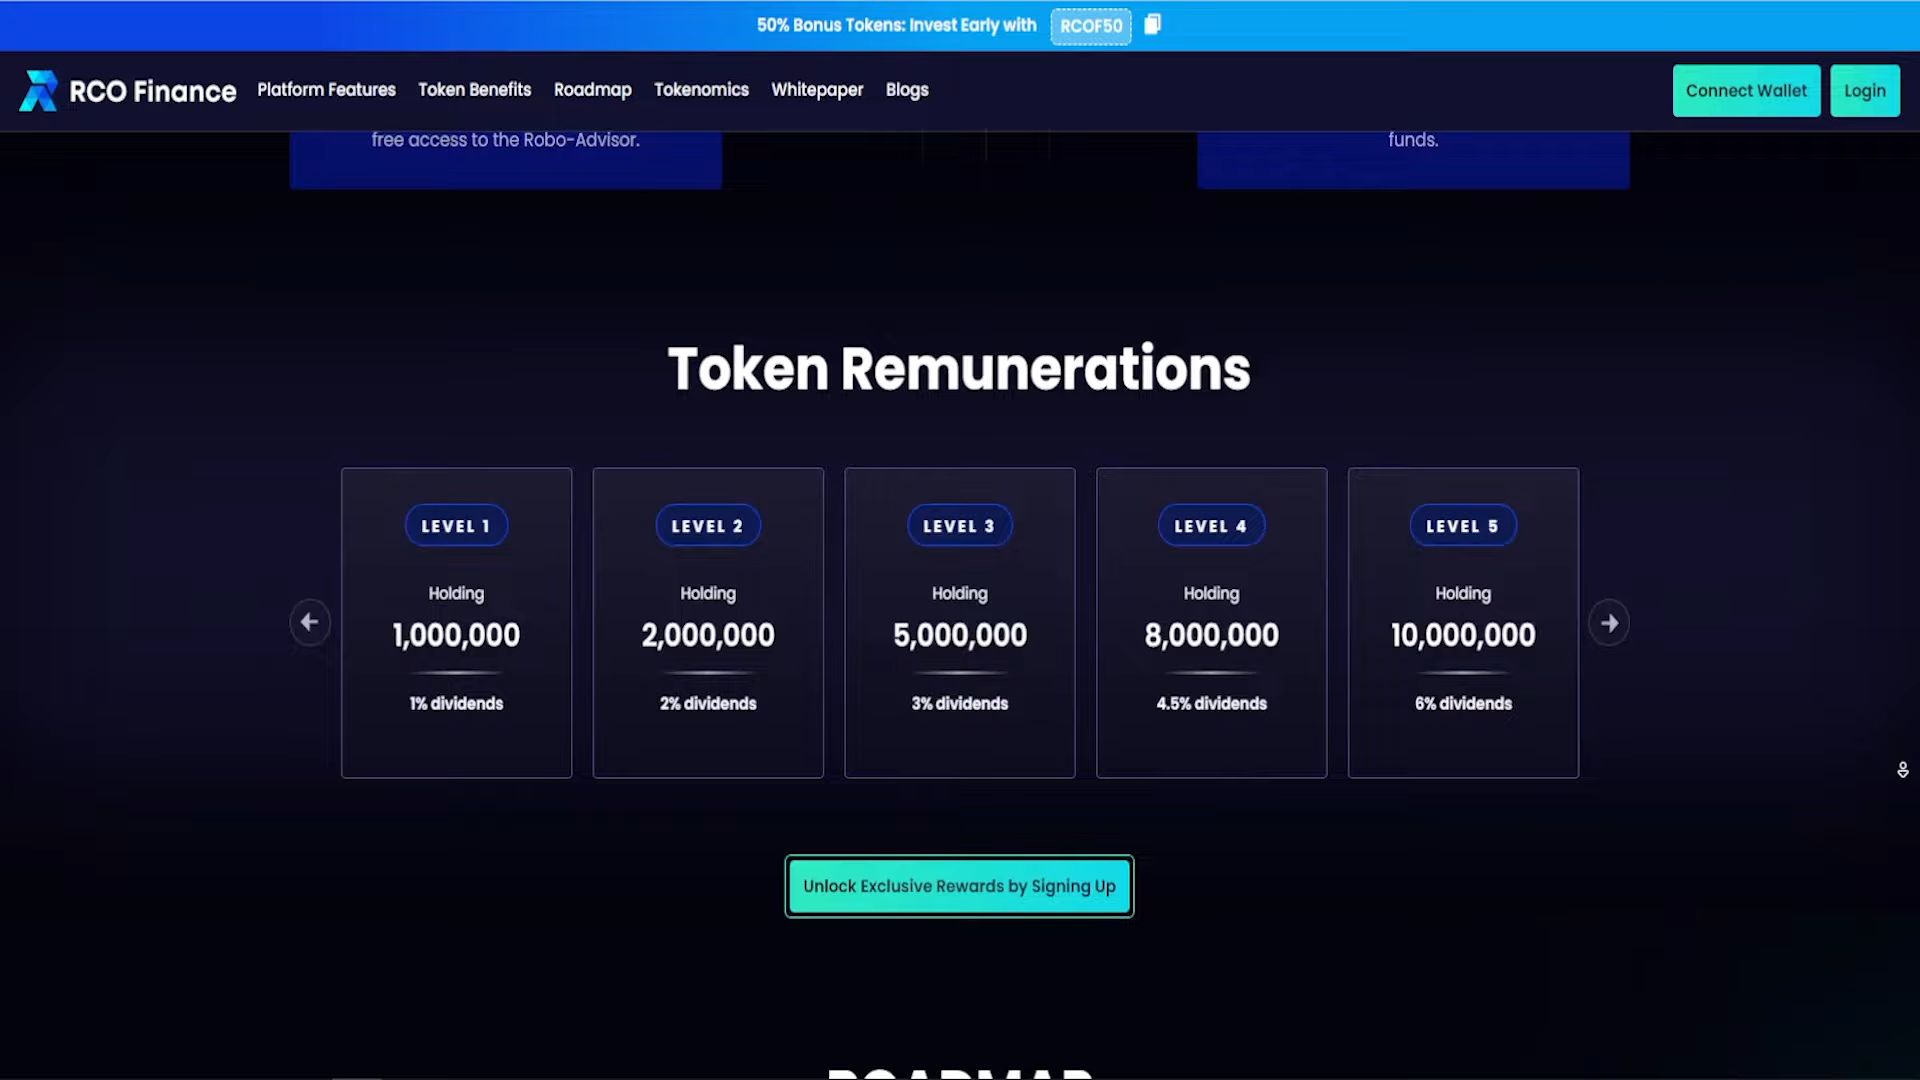 50% Bonus Tokens: Invest Early with RCOF50
RCO Finance Platform Features Token Benefits Roadmap Tokenomics Whitepaper Blogs Connect Wallet Login
free access to the Robo-Advisor.
funds.
Token Remunerations
LEVEL 1
Holding
1,000,000
1% dividends
LEVEL 2
Holding
2,000,000
2% dividends
LEVEL 3
Holding
5,000,000
3% dividends
LEVEL 4
Holding
8,000,000
4.5% dividends
LEVEL 5
Holding
10,000,000
6% dividends
Unlock Exclusive Rewards by Signing Up
ROADMAP